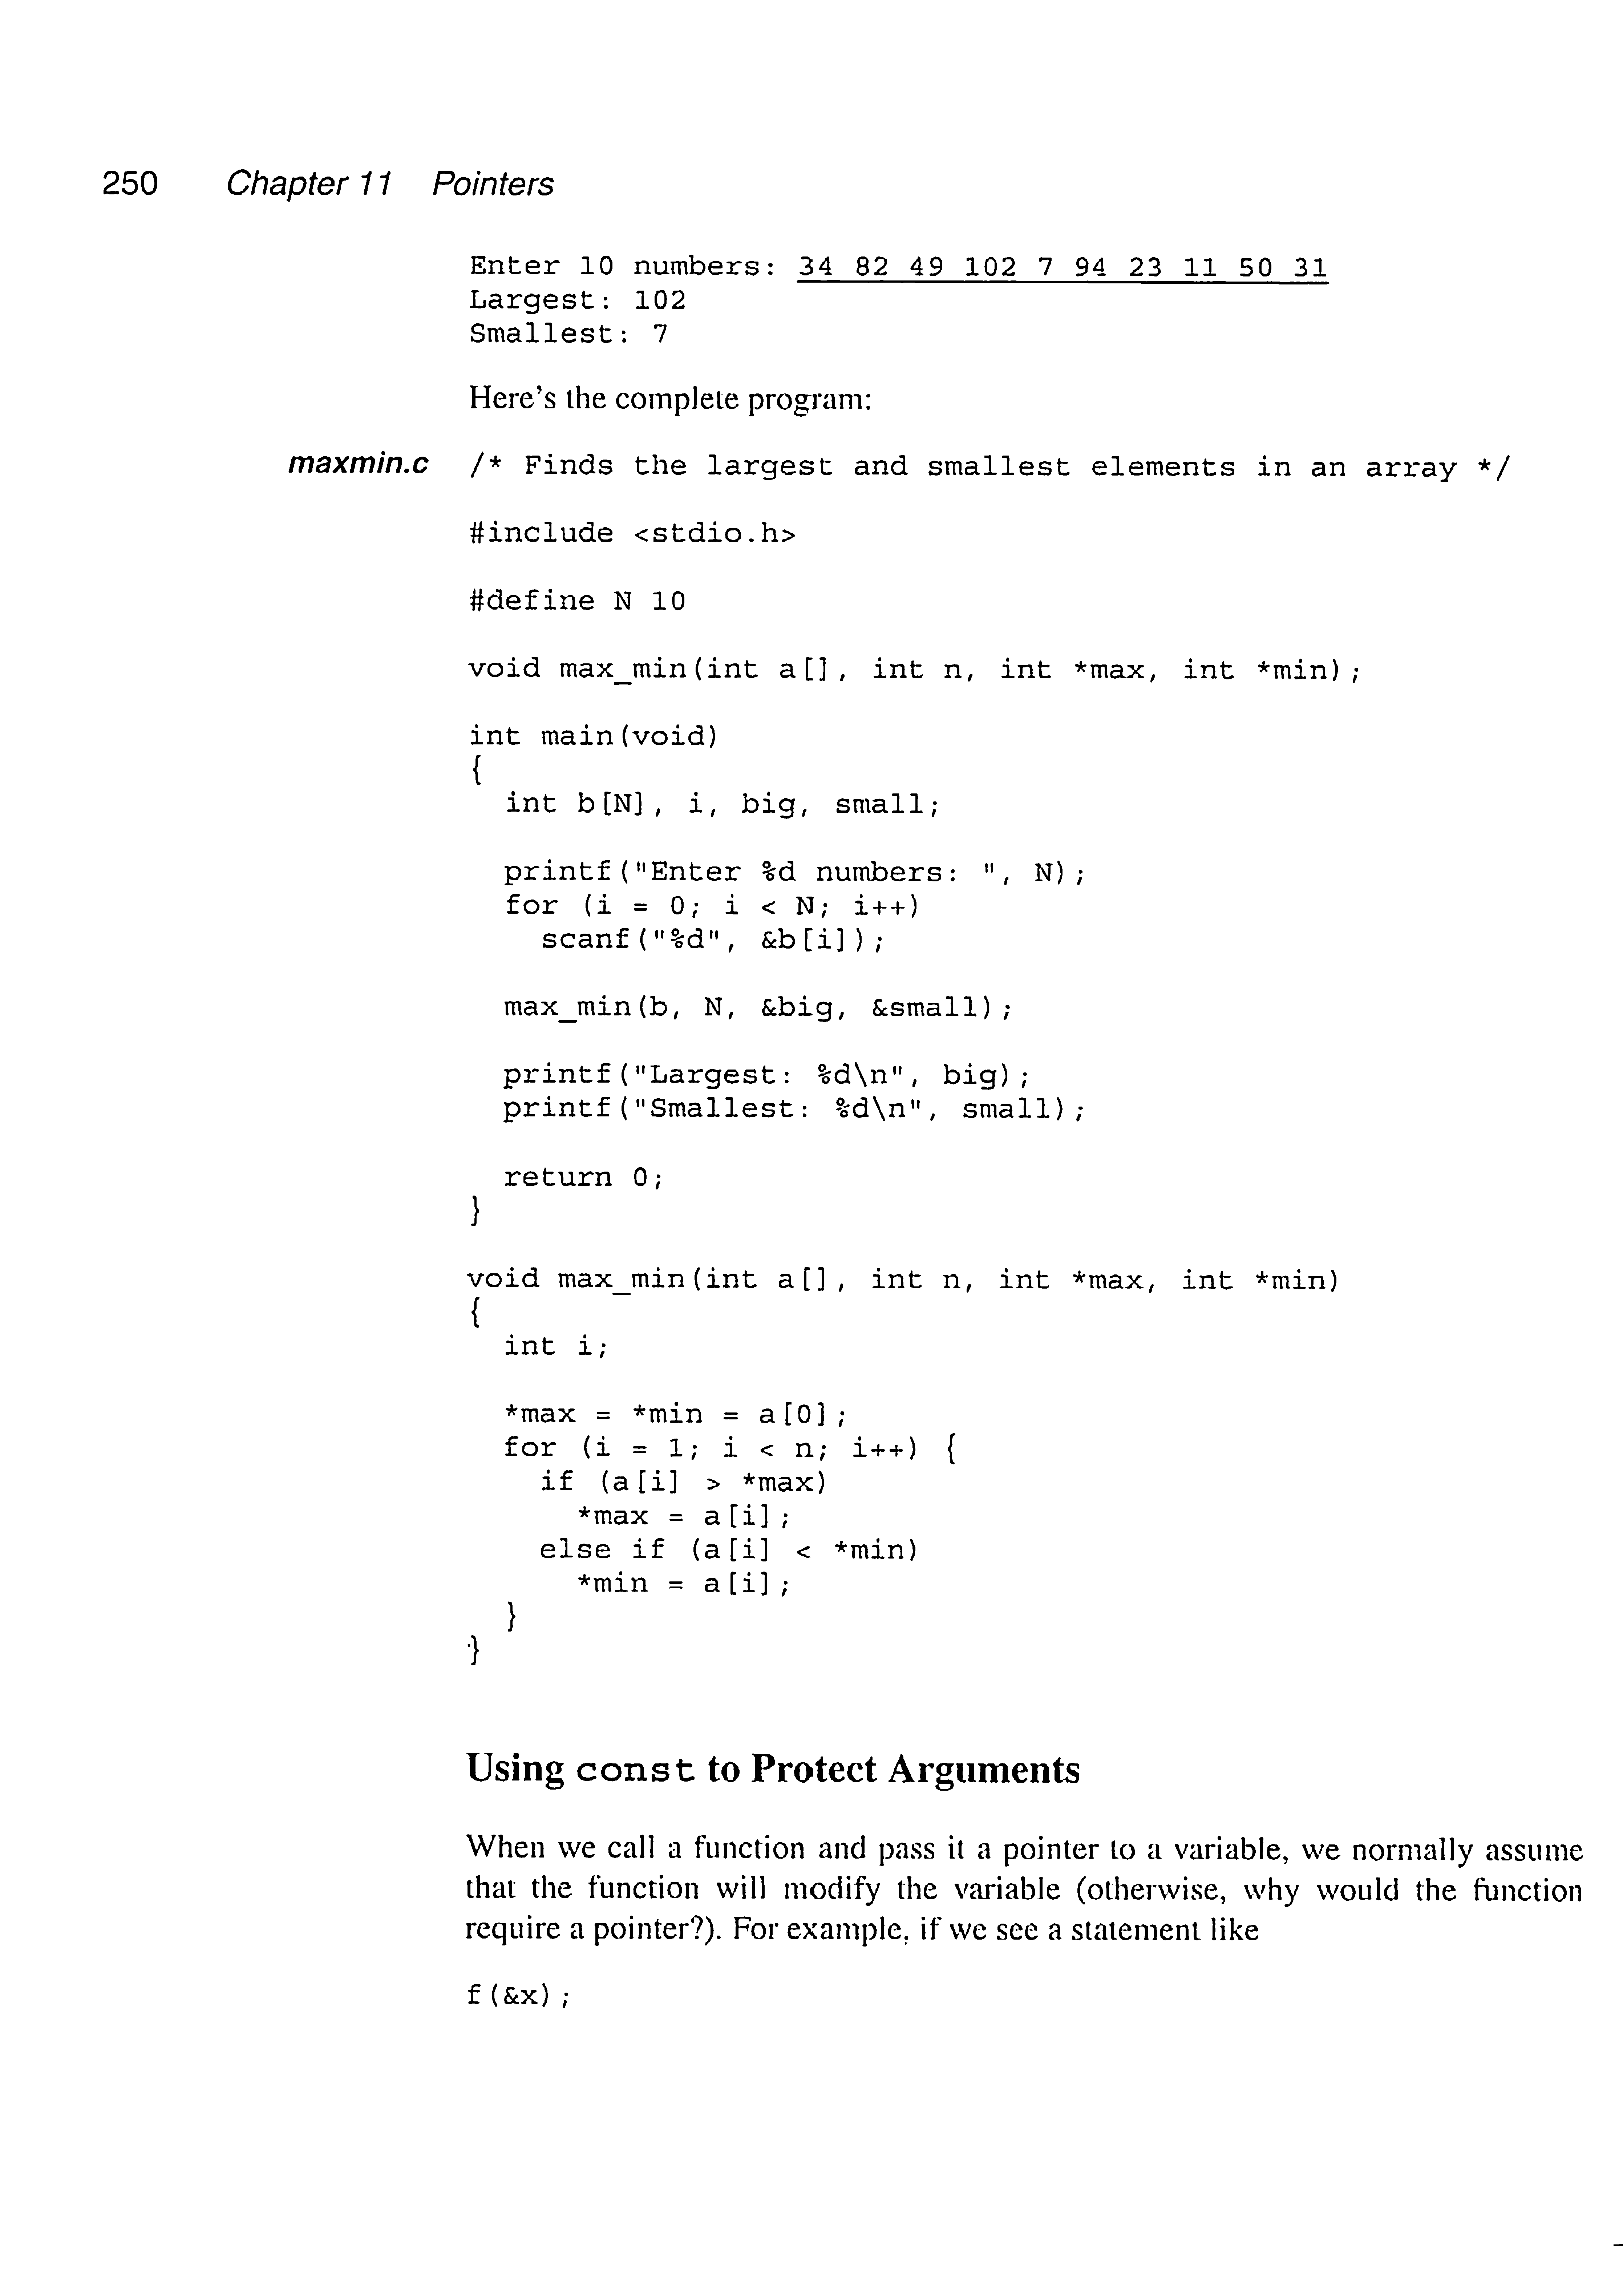 250 Chapter 11 Pointers
Enter 10 numbers: 34 82 49 102 7 94 23 11 50 31
Largest: 102
Smallest: 7
Here's the complete program:
maxmin.c /* Finds the largest and smallest elements in an array */
#include <stdio.h>
#define N 10
void max_min(int a[], int n, int *max, int *min);
int main(void)
{
  int b[N], i, big, small;
  printf("Enter %d numbers: ", N);
  for (i = 0; i < N; i++)
    scanf("%d", &b[i]);
  max_min(b, N, &big, &small);
  printf("Largest: %d\n", big);
  printf("Smallest: %d\n", small);
  return 0;
}
void max_min(int a[], int n, int *max, int *min)
{
  int i;
  *max = *min = a[0];
  for (i = 1; i < n; i++) {
    if (a[i] > *max)
      *max = a[i];
    else if (a[i] < *min)
      *min = a[i];
  }
}
Using const to Protect Arguments
When we call a function and pass it a pointer to a variable, we normally assume
that the function will modify the variable (otherwise, why would the function
require a pointer?). For example, if we see a statement like
f(&x);